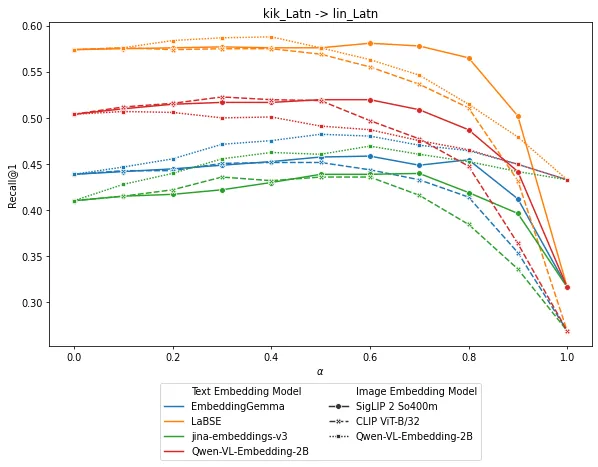 kik_Latn -> lin_Latn
0.60
0.55
0.50
0.45
0.40
0.35
0.30
Recall@1
0.0 0.2 0.4 0.6 0.8 1.0
α
Text Embedding Model
EmbeddingGemma
LaBSE
jina-embeddings-v3
Qwen-VL-Embedding-2B
Image Embedding Model
SigLIP 2 So400m
CLIP ViT-B/32
Qwen-VL-Embedding-2B